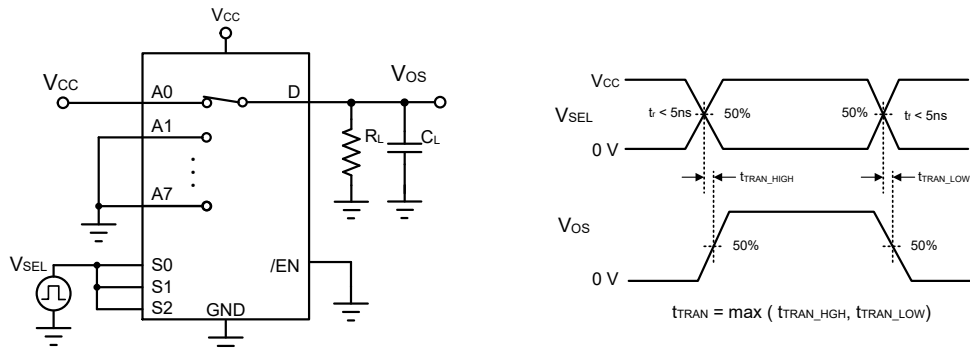 VCC
VCC
A0
D
VOS
A1
RL
CL
A7
VSEL
S0
/EN
S1
S2
GND
VCC
VSEL
tr < 5ns
50%
50%
tf < 5ns
0 V
tTRAN_HIGH
tTRAN_LOW
VOS
50%
50%
0 V
tTRAN = max ( tTRAN_HGH, tTRAN_LOW)